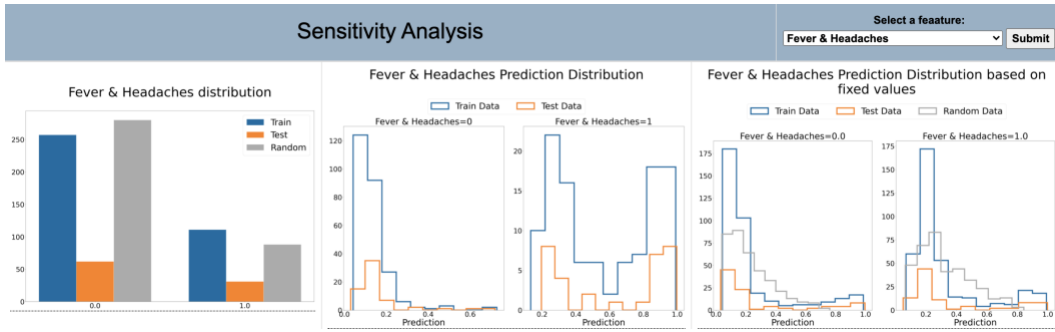 Sensitivity Analysis
Select a feaature:
Fever & Headaches
Submit
Fever & Headaches distribution
Train
Test
Random
250
200
150
100
50
0
0.0
1.0
Fever & Headaches Prediction Distribution
Train Data
Test Data
Fever & Headaches=0
Fever & Headaches=1
120
100
80
60
40
20
0.0
0.2
0.4
0.6
Prediction
20
15
10
5
0
0.2
0.4
0.6
0.8
1.0
Prediction
Fever & Headaches Prediction Distribution based on
fixed values
Train Data
Test Data
Random Data
Fever & Headaches=0.0
Fever & Headaches=1.0
175
150
125
100
75
50
25
0
0.0
0.2
0.4
0.6
0.8
1.0
Prediction
175
150
125
100
75
50
25
0
0.2
0.4
0.6
0.8
1.0
Prediction